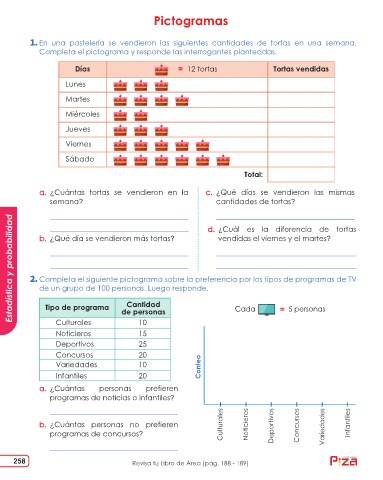 Pictogramas
1. En una pastelería se vendieron las siguientes cantidades de tortas en una semana.
Completa el pictograma y responde las interrogantes planteadas.
Días = 12 tortas Tortas vendidas
Lunes
Martes
Miércoles
Jueves
Viernes
Sábado
Total:
a. ¿Cuántas tortas se vendieron en la
semana?
b. ¿Qué día se vendieron más tortas?
c. ¿Qué días se vendieron las mismas
cantidades de tortas?
d. ¿Cuál es la diferencia de tortas
vendidas el viernes y el martes?
Estadística y probabilidad
2. Completa el siguiente pictograma sobre la preferencia por los tipos de programas de TV
de un grupo de 100 personas. Luego responde.
Tipo de programa Cantidad
de personas
Culturales 10
Noticieros 15
Deportivos 25
Concursos 20
Variedades 10
Infantiles 20
a. ¿Cuántas personas prefieren
programas de noticias o infantiles?
b. ¿Cuántas personas no prefieren
programas de concursos?
Cada = 5 personas
Conteo
Culturales
Noticieros
Deportivos
Concursos
Variedades
Infantiles
258
Revisa tu Libro de Área (pág. 188 - 189)